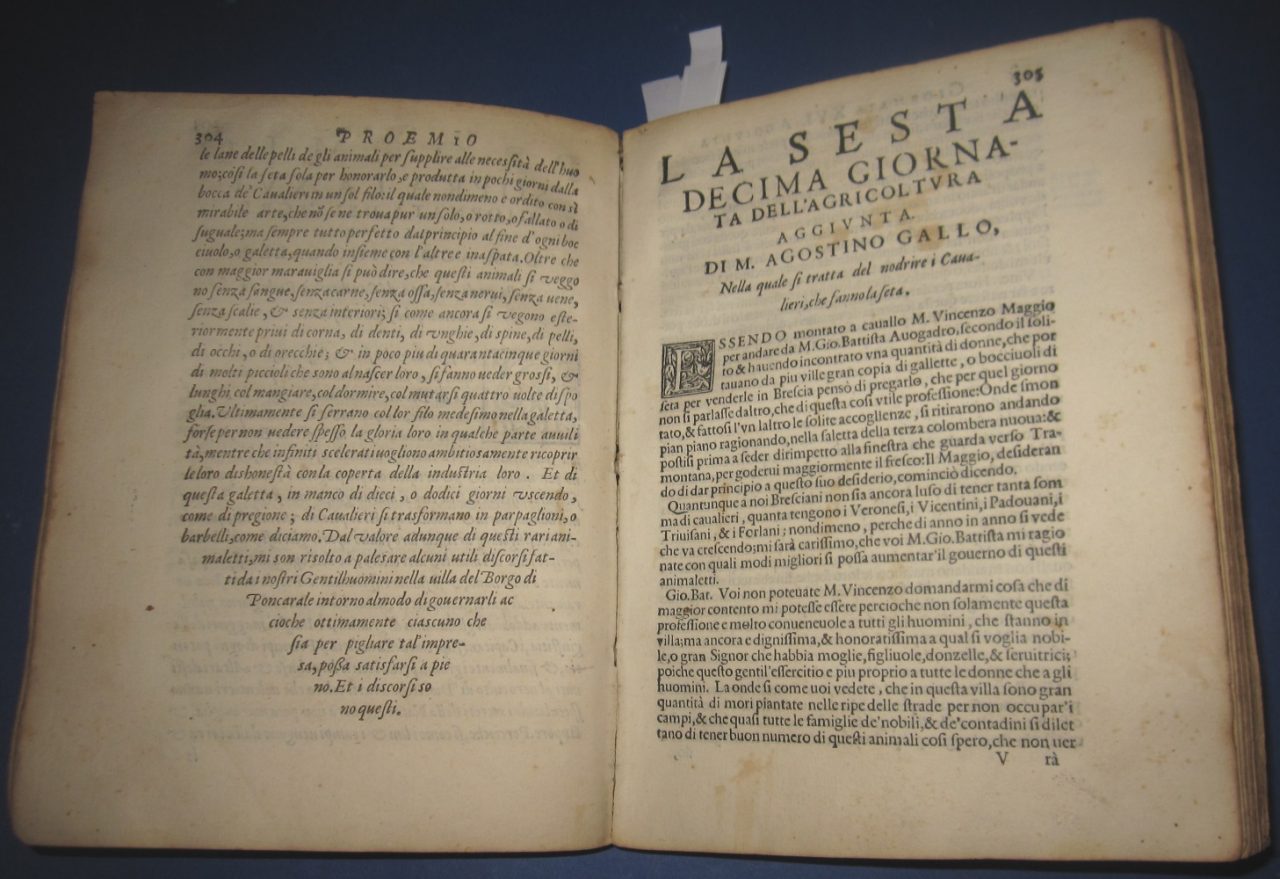 304 PROEMIO
le lane delle pelli de gli animali per supplire alle necessità dell'huo
mo; così la seta sola per honorarlo, e produtta in pochi giorni dalla
bocca de' Caualieri in un sol filo: il quale nondimeno e ordito con sì
mirabile arte, che nõ se ne troua pur un solo, o rotto, o fallato o di
suguale; ma sempre tutto perfetto dal principio al fine d'ogni boc
ciuolo, o galetta, quando insieme con l'altre e inaspata. Oltre che
con maggior marauiglia si può dire, che questi animali si veggo
no senza sangue, senza carne, senza ossa, senza nerui, senza uene,
senza scalie, & senza interiori; si come ancora si vegono este-
riormente priui di corna, di denti, di vnghie, di spine, di pelli,
di occhi, o di orecchie; & in poco piu di quarantacinque giorni
di molti piccioli che sono al nascer loro, si fanno ueder grossi, &
lunghi col mangiare, col dormire, col mutarsi quattro uolte di spo
glia. Vltimamente si serrano col lor filo medesimo nella galetta,
forse per non uedere spesso la gloria loro in qualche parte auuili
tà, mentre che infiniti scelerati uogliono ambitiosamente ricoprir
le loro dishonestà con la coperta della industria loro. Et di
questa galetta, in manco di dieci, o dodici giorni vscendo,
come di pregione; di Caualieri si trasformano in parpaglioni, o
barbelli, come diciamo. Dal valore adunque di questi rari ani-
maletti, mi son risolto a palesare alcuni utili discorsi fat-
ti da i nostri Gentilhuomini nella uilla del Borgo di
Poncarale intorno al modo di gouernarli ac
cioche ottimamente ciascuno che
sia per pigliare tal'impre-
sa, possa satisfarsi a pie
no. Et i discorsi so
no questi.
305
LA SESTA
DECIMA GIORNA-
TA DELL'AGRICOLTVRA
AGGIVNTA.
DI M. AGOSTINO GALLO,
Nella quale si tratta del nodrire i Caua-
lieri, che fanno la seta.
ESSENDO montato a cauallo M. Vincenzo Maggio
per andare da M. Gio. Battista Auogadro, secondo il soli-
to & hauendo incontrato vna quantità di donne, che por
tauano da piu ville gran copia di gallette, o bocciuoli di
seta per venderle in Brescia pensò di pregarlo, che per quel giorno
non si parlasse daltro, che di questa così vtile professione: Onde smon
tato, & fattosi l'vn laltro le solite accoglienze, si ritirarono andando
pian piano ragionando, nella saletta della terza colombera nuoua: &
postisi prima a seder dirimpetto alla finestra che guarda verso Tra-
montana, per goderui maggiormente il fresco: Il Maggio, desideran
do di dar principio a questo suo desiderio, cominciò dicendo.
Quantunque a noi Bresciani non sia ancora luso di tener tanta som
ma di caualieri, quanta tengono i Veronesi, i Vicentini, i Padouani, i
Triuisani, & i Forlani; nondimeno, perche di anno in anno si vede
che va crescendo; mi sarà carissimo, che voi M. Gio. Battista mi ragio
nate con quali modi migliori si possa aumentar'il gouerno di questi
animaletti.
Gio. Bat. Voi non poteuate M. Vincenzo domandarmi cosa che di
maggior contento mi potesse essere percioche non solamente questa
professione e molto conueneuole a tutti gli huomini, che stanno in
villa; ma ancora e dignissima, & honoratissima a qual si voglia nobi-
le, o gran Signor che habbia moglie, figliuole, donzelle, & seruitrici;
poiche questo gentil'essercitio e piu proprio a tutte le donne che a gli
huomini. La onde si come uoi vedete, che in questa villa sono gran
quantità di mori piantate nelle ripe delle strade per non occupar'i
campi, & che quasi tutte le famiglie de'nobili, & de'contadini si dilet
tano di tener buon numero di questi animali così spero, che non uer
V rà